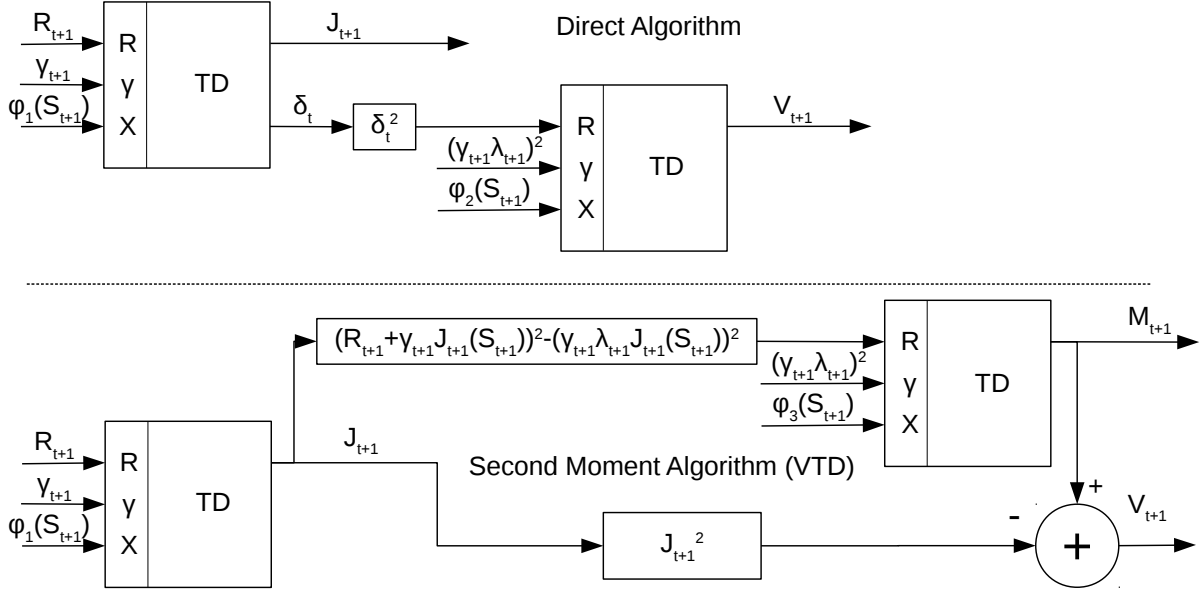 Direct Algorithm
R_{t+1}
γ_{t+1}
φ_1(S_{t+1})
R
γ
X
TD
J_{t+1}
δ_t
δ_t^2
(γ_{t+1}λ_{t+1})^2
φ_2(S_{t+1})
R
γ
X
TD
V_{t+1}
Second Moment Algorithm (VTD)
R_{t+1}
γ_{t+1}
φ_1(S_{t+1})
R
γ
X
TD
J_{t+1}
(R_{t+1}+γ_{t+1}J_{t+1}(S_{t+1}))^2-(γ_{t+1}λ_{t+1}J_{t+1}(S_{t+1}))^2
(γ_{t+1}λ_{t+1})^2
φ_3(S_{t+1})
R
γ
X
TD
M_{t+1}
J_{t+1}^2
-
+
+
V_{t+1}